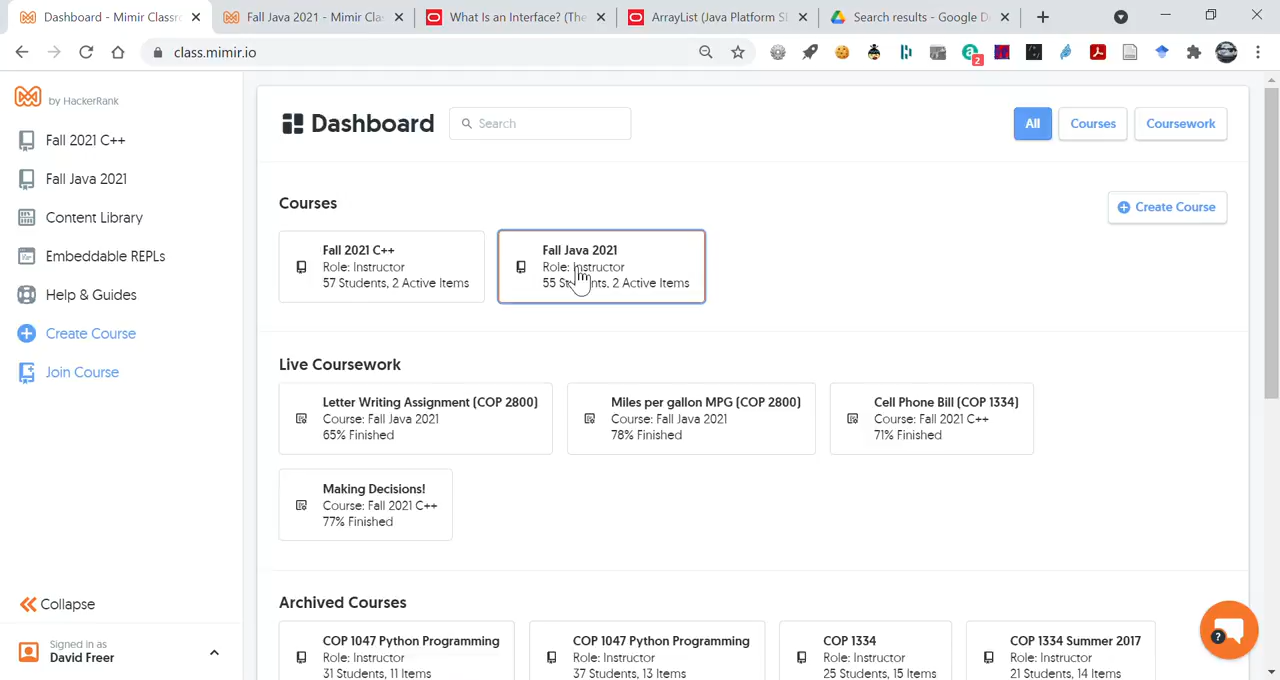 Dashboard - Mimir Classr
Fall Java 2021 - Mimir Cla
What Is an Interface? (The
ArrayList (Java Platform S
Search results - Google D
class.mimir.io
2
by HackerRank
Fall 2021 C++
Fall Java 2021
Content Library
Embeddable REPLs
Help & Guides
Create Course
Join Course
Collapse
Signed in as
David Freer
Dashboard
Search
All
Courses
Coursework
Courses
Create Course
Fall 2021 C++
Role: Instructor
57 Students, 2 Active Items
Fall Java 2021
Role: Instructor
55 Students, 2 Active Items
Live Coursework
Letter Writing Assignment (COP 2800)
Course: Fall Java 2021
65% Finished
Miles per gallon MPG (COP 2800)
Course: Fall Java 2021
78% Finished
Cell Phone Bill (COP 1334)
Course: Fall 2021 C++
71% Finished
Making Decisions!
Course: Fall 2021 C++
77% Finished
Archived Courses
COP 1047 Python Programming
Role: Instructor
31 Students, 11 Items
COP 1047 Python Programming
Role: Instructor
37 Students, 13 Items
COP 1334
Role: Instructor
25 Students, 15 Items
COP 1334 Summer 2017
Role: Instructor
21 Students, 14 Items